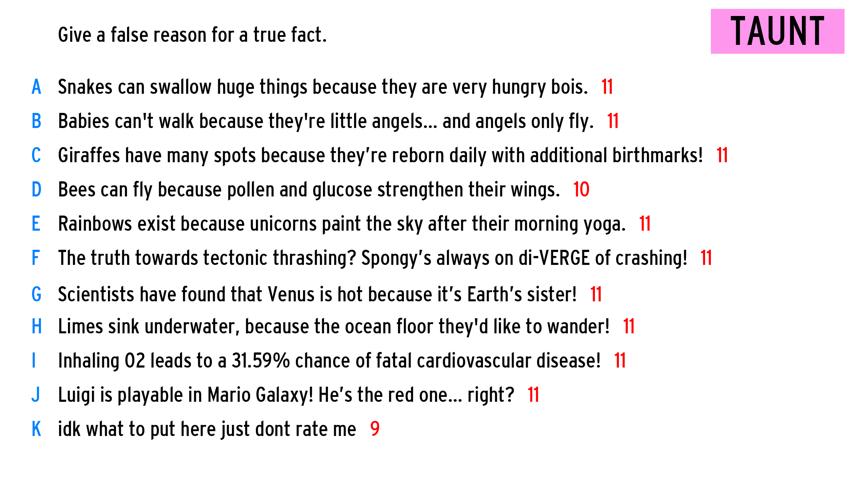 Give a false reason for a true fact.
TAUNT
A Snakes can swallow huge things because they are very hungry bois. 11
B Babies can't walk because they're little angels... and angels only fly. 11
C Giraffes have many spots because they're reborn daily with additional birthmarks! 11
D Bees can fly because pollen and glucose strengthen their wings. 10
E Rainbows exist because unicorns paint the sky after their morning yoga. 11
F The truth towards tectonic thrashing? Spongy's always on di-VERGE of crashing! 11
G Scientists have found that Venus is hot because it's Earth's sister! 11
H Limes sink underwater, because the ocean floor they'd like to wander! 11
I Inhaling O2 leads to a 31.59% chance of fatal cardiovascular disease! 11
J Luigi is playable in Mario Galaxy! He's the red one... right? 11
K idk what to put here just dont rate me 9